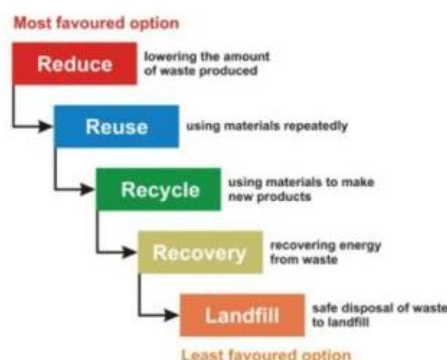 Most favoured option
Reduce
lowering the amount
of waste produced
Reuse
using materials repeatedly
Recycle
using materials to make
new products
Recovery
recovering energy
from waste
Landfill
safe disposal of waste
to landfill
Least favoured option